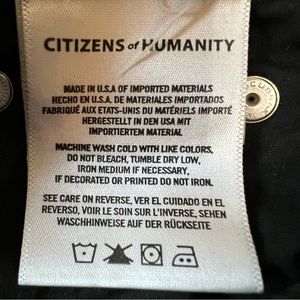 CITIZENS of HUMANITY
MADE IN U.S.A OF IMPORTED MATERIALS
HECHO EN U.S.A. DE MATERIALES IMPORTADOS
FABRIQUÉ AUX ETATS-UNIS DU MATÉRIELS IMPORTÉ
HERGESTELLT IN DEN USA MIT
IMPORTIERTEM MATERIAL
MACHINE WASH COLD WITH LIKE COLORS,
DO NOT BLEACH, TUMBLE DRY LOW,
IRON MEDIUM IF NECESSARY,
IF DECORATED OR PRINTED DO NOT IRON.
SEE CARE ON REVERSE, VER EL CUIDADO EN EL
REVERSO, VOIR LE SOIN SUR L'INVERSE, SEHEN
WASCHHINWEISE AUF DER RÜCKSEITE